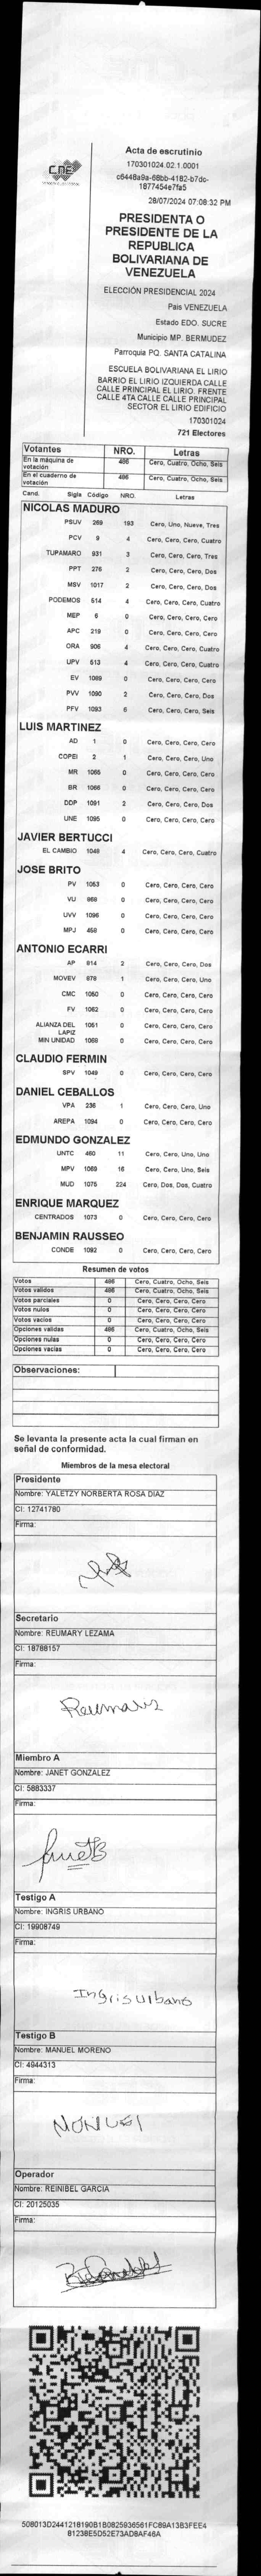 CNE
Acta de escrutinio
170301024.02.1.0001
c6448a9a-68bb-4182-b7dc-
1877454e7fa5
28/07/2024 07:08:32 PM
PRESIDENTA O
PRESIDENTE DE LA
REPUBLICA
BOLIVARIANA DE
VENEZUELA
ELECCIÓN PRESIDENCIAL 2024
Pais VENEZUELA
Estado EDO. SUCRE
Municipio MP. BERMUDEZ
Parroquia PQ. SANTA CATALINA
ESCUELA BOLIVARIANA EL LIRIO
BARRIO EL LIRIO IZQUIERDA CALLE
CALLE PRINCIPAL EL LIRIO. FRENTE
CALLE 4TA CALLE CALLE PRINCIPAL
SECTOR EL LIRIO EDIFICIO
170301024
721 Electores
Votantes NRO. Letras
En la máquina de votación 486 Cero, Cuatro, Ocho, Seis
En el cuaderno de votación 486 Cero, Cuatro, Ocho, Seis
Cand. Sigla Código NRO. Letras
NICOLAS MADURO
PSUV 269 193 Cero, Uno, Nueve, Tres
PCV 9 4 Cero, Cero, Cero, Cuatro
TUPAMARO 931 3 Cero, Cero, Cero, Tres
PPT 276 2 Cero, Cero, Cero, Dos
MSV 1017 2 Cero, Cero, Cero, Dos
PODEMOS 514 4 Cero, Cero, Cero, Cuatro
MEP 6 0 Cero, Cero, Cero, Cero
APC 219 0 Cero, Cero, Cero, Cero
ORA 906 4 Cero, Cero, Cero, Cuatro
UPV 513 4 Cero, Cero, Cero, Cuatro
EV 1089 0 Cero, Cero, Cero, Cero
PVV 1090 2 Cero, Cero, Cero, Dos
PFV 1093 6 Cero, Cero, Cero, Seis
LUIS MARTINEZ
AD 1 0 Cero, Cero, Cero, Cero
COPEI 2 1 Cero, Cero, Cero, Uno
MR 1065 0 Cero, Cero, Cero, Cero
BR 1066 0 Cero, Cero, Cero, Cero
DDP 1091 2 Cero, Cero, Cero, Dos
UNE 1095 0 Cero, Cero, Cero, Cero
JAVIER BERTUCCI
EL CAMBIO 1048 4 Cero, Cero, Cero, Cuatro
JOSE BRITO
PV 1053 0 Cero, Cero, Cero, Cero
VU 868 0 Cero, Cero, Cero, Cero
UVV 1096 0 Cero, Cero, Cero, Cero
MPJ 458 0 Cero, Cero, Cero, Cero
ANTONIO ECARRI
AP 814 2 Cero, Cero, Cero, Dos
MOVEV 879 1 Cero, Cero, Cero, Uno
CMC 1050 0 Cero, Cero, Cero, Cero
FV 1062 0 Cero, Cero, Cero, Cero
ALIANZA DEL LAPIZ 1051 0 Cero, Cero, Cero, Cero
MIN UNIDAD 1068 0 Cero, Cero, Cero, Cero
CLAUDIO FERMIN
SPV 1049 0 Cero, Cero, Cero, Cero
DANIEL CEBALLOS
VPA 236 1 Cero, Cero, Cero, Uno
AREPA 1094 0 Cero, Cero, Cero, Cero
EDMUNDO GONZALEZ
UNTC 460 11 Cero, Cero, Uno, Uno
MPV 1069 16 Cero, Cero, Uno, Seis
MUD 1075 224 Cero, Dos, Dos, Cuatro
ENRIQUE MARQUEZ
CENTRADOS 1073 0 Cero, Cero, Cero, Cero
BENJAMIN RAUSSEO
CONDE 1092 0 Cero, Cero, Cero, Cero
Resumen de votos
Votos 486 Cero, Cuatro, Ocho, Seis
Votos validos 486 Cero, Cuatro, Ocho, Seis
Votos parciales 0 Cero, Cero, Cero, Cero
Votos nulos 0 Cero, Cero, Cero, Cero
Votos vacios 0 Cero, Cero, Cero, Cero
Opciones validas 486 Cero, Cuatro, Ocho, Seis
Opciones nulas 0 Cero, Cero, Cero, Cero
Opciones vacias 0 Cero, Cero, Cero, Cero
Observaciones:
Se levanta la presente acta la cual firman en
señal de conformidad.
Miembros de la mesa electoral
Presidente
Nombre: YALETZY NORBERTA ROSA DIAZ
CI: 12741780
Firma:
Secretario
Nombre: REUMARY LEZAMA
CI: 18788157
Firma:
Miembro A
Nombre: JANET GONZALEZ
CI: 5883337
Firma:
Testigo A
Nombre: INGRIS URBANO
CI: 19908749
Firma:
Ingris Urbano
Testigo B
Nombre: MANUEL MORENO
CI: 4944313
Firma:
Operador
Nombre: REINIBEL GARCIA
CI: 20125035
Firma:
508013D2441218190B1B0825936561FC89A13B3FEE4
81238E5D52E73AD8AF46A